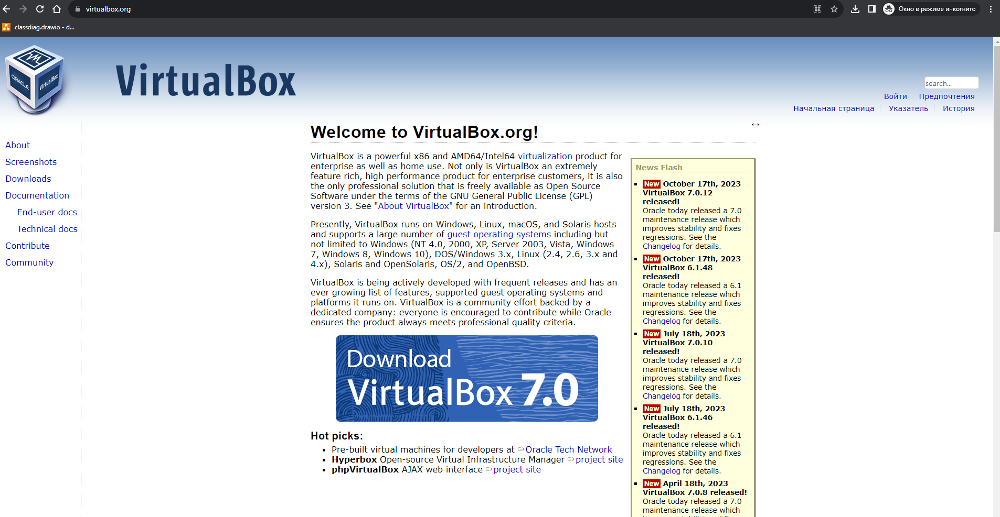 virtualbox.org
Окно в режиме инкогнито
classdiag.drawio - d...
ORACLE
VirtualBox
VirtualBox
search...
Войти
Предпочтения
Начальная страница
Указатель
История
About
Screenshots
Downloads
Documentation
End-user docs
Technical docs
Contribute
Community
Welcome to VirtualBox.org!
VirtualBox is a powerful x86 and AMD64/Intel64 virtualization product for
enterprise as well as home use. Not only is VirtualBox an extremely
feature rich, high performance product for enterprise customers, it is also
the only professional solution that is freely available as Open Source
Software under the terms of the GNU General Public License (GPL)
version 3. See "About VirtualBox" for an introduction.
Presently, VirtualBox runs on Windows, Linux, macOS, and Solaris hosts
and supports a large number of guest operating systems including but
not limited to Windows (NT 4.0, 2000, XP, Server 2003, Vista, Windows
7, Windows 8, Windows 10), DOS/Windows 3.x, Linux (2.4, 2.6, 3.x and
4.x), Solaris and OpenSolaris, OS/2, and OpenBSD.
VirtualBox is being actively developed with frequent releases and has an
ever growing list of features, supported guest operating systems and
platforms it runs on. VirtualBox is a community effort backed by a
dedicated company: everyone is encouraged to contribute while Oracle
ensures the product always meets professional quality criteria.
Download
VirtualBox 7.0
Hot picks:
Pre-built virtual machines for developers at Oracle Tech Network
Hyperbox Open-source Virtual Infrastructure Manager project site
phpVirtualBox AJAX web interface project site
News Flash
New October 17th, 2023
VirtualBox 7.0.12
released!
Oracle today released a 7.0
maintenance release which
improves stability and fixes
regressions. See the
Changelog for details.
New October 17th, 2023
VirtualBox 6.1.48
released!
Oracle today released a 6.1
maintenance release which
improves stability and fixes
regressions. See the
Changelog for details.
New July 18th, 2023
VirtualBox 7.0.10
released!
Oracle today released a 7.0
maintenance release which
improves stability and fixes
regressions. See the
Changelog for details.
New July 18th, 2023
VirtualBox 6.1.46
released!
Oracle today released a 6.1
maintenance release which
improves stability and fixes
regressions. See the
Changelog for details.
New April 18th, 2023
VirtualBox 7.0.8 released!
Oracle today released a 7.0
maintenance release which